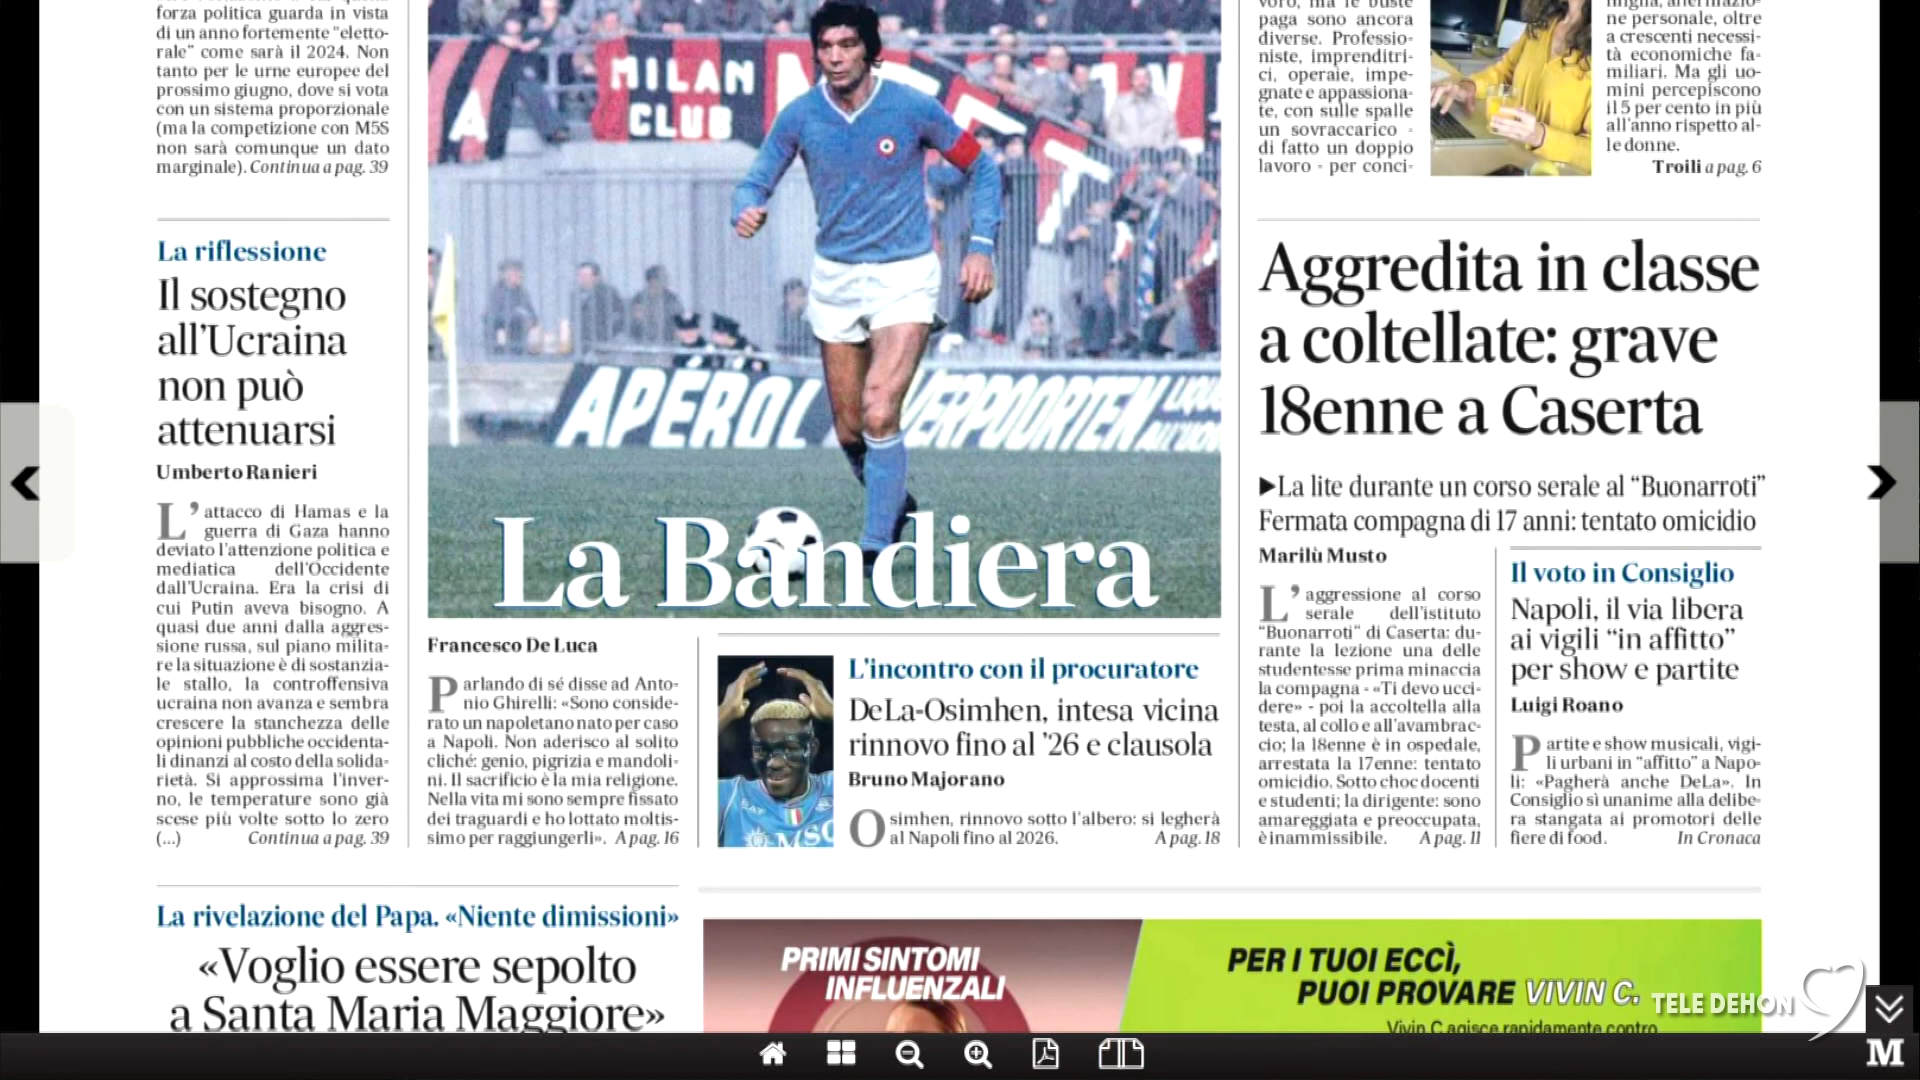 forza politica guarda in vista
di un anno fortemente "eletto-
rale" come sarà il 2024. Non
tanto per le urne europee del
prossimo giugno, dove si vota
con un sistema proporzionale
(ma la competizione con M5S
non sarà comunque un dato
marginale). Continua a pag. 39
La riflessione
Il sostegno
all'Ucraina
non può
attenuarsi
Umberto Ranieri
L'attacco di Hamas e la
guerra di Gaza hanno
deviato l'attenzione politica e
mediatica dell'Occidente
dall'Ucraina. Era la crisi di
cui Putin aveva bisogno. A
quasi due anni dalla aggres-
sione russa, sul piano milita-
re la situazione è di sostanzia-
le stallo, la controffensiva
ucraina non avanza e sembra
crescere la stanchezza delle
opinioni pubbliche occidenta-
li dinanzi al costo della solida-
rietà. Si approssima l'inver-
no, le temperature sono già
scese più volte sotto lo zero
(...) Continua a pag. 39
MILAN
CLUB
APÉROL
VERPOORTEN
La Bandiera
Francesco De Luca
Parlando di sé disse ad Anto-
nio Ghirelli: «Sono conside-
rato un napoletano nato per caso
a Napoli. Non aderisco al solito
cliché: genio, pigrizia e mandoli-
ni. Il sacrificio è la mia religione.
Nella vita mi sono sempre fissato
dei traguardi e ho lottato moltis-
simo per raggiungerli». A pag. 16
MSC
L'incontro con il procuratore
DeLa-Osimhen, intesa vicina
rinnovo fino al '26 e clausola
Bruno Majorano
Osimhen, rinnovo sotto l'albero: si legherà
al Napoli fino al 2026. A pag. 18
voro, ma le buste
paga sono ancora
diverse. Professio-
niste, imprenditri-
ci, operaie, impe-
gnate e appassiona-
te, con sulle spalle
un sovraccarico -
di fatto un doppio
lavoro - per conci-
ne personale, oltre
a crescenti necessi-
tà economiche fa-
miliari. Ma gli uo-
mini percepiscono
il 5 per cento in più
all'anno rispetto al-
le donne.
Troili a pag. 6
Aggredita in classe
a coltellate: grave
18enne a Caserta
▶La lite durante un corso serale al “Buonarroti”
Fermata compagna di 17 anni: tentato omicidio
Marilù Musto
L'aggressione al corso
serale dell'istituto
“Buonarroti” di Caserta: du-
rante la lezione una delle
studentesse prima minaccia
la compagna - «Ti devo ucci-
dere» - poi la accoltella alla
testa, al collo e all'avambrac-
cio; la 18enne è in ospedale,
arrestata la 17enne: tentato
omicidio. Sotto choc docenti
e studenti; la dirigente: sono
amareggiata e preoccupata,
è inammissibile. A pag. 11
Il voto in Consiglio
Napoli, il via libera
ai vigili “in affitto”
per show e partite
Luigi Roano
Partite e show musicali, vigi-
li urbani in “affitto” a Napo-
li: «Pagherà anche DeLa». In
Consiglio sì unanime alla delibe-
ra stangata ai promotori delle
fiere di food. In Cronaca
La rivelazione del Papa. «Niente dimissioni»
«Voglio essere sepolto
a Santa Maria Maggiore»
PRIMI SINTOMI
INFLUENZALI
PER I TUOI ECCÌ,
PUOI PROVARE VIVIN C.
Vivin C agisce rapidamente contro
TELE DEHON
M